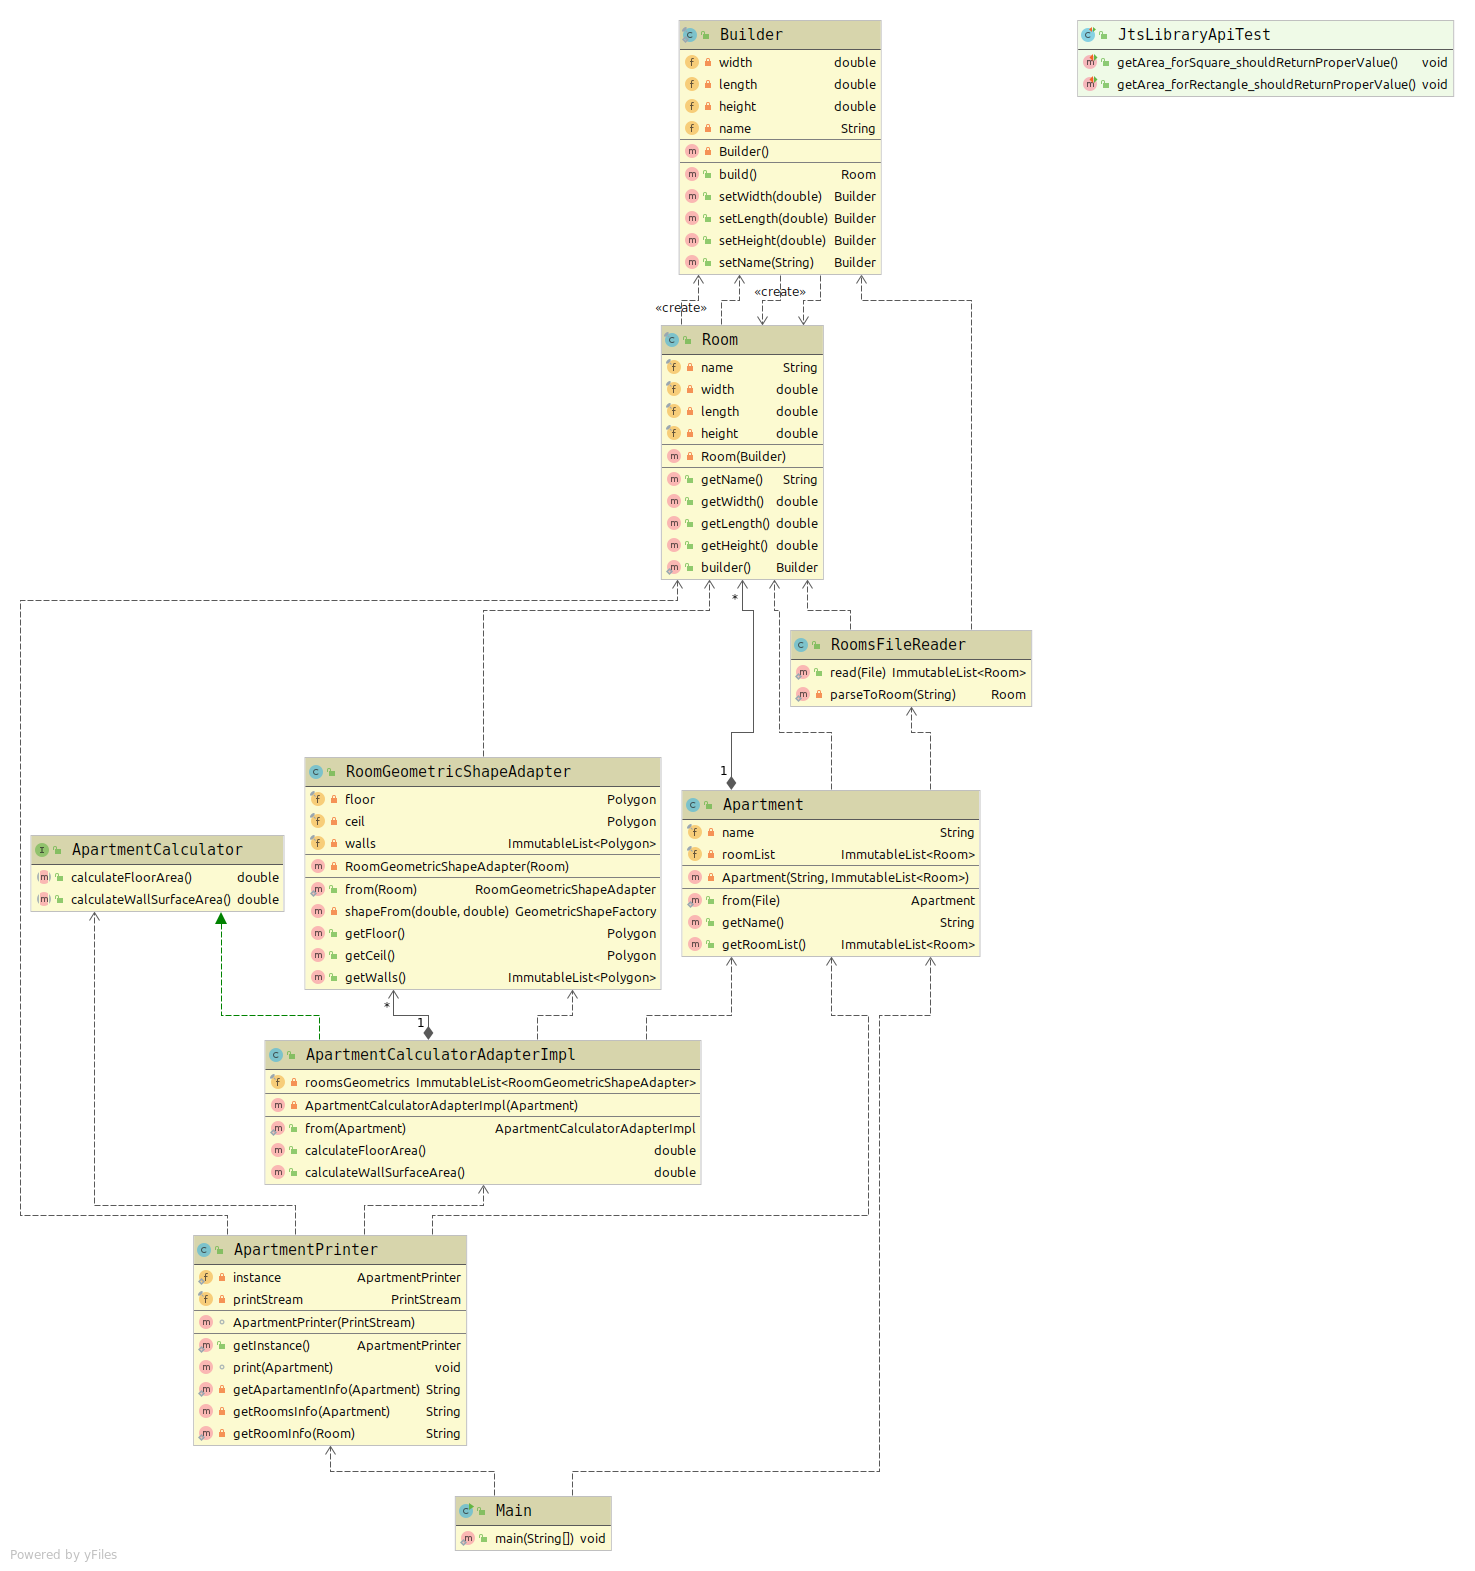 Builder
width double
length double
height double
name String
Builder()
build() Room
setWidth(double) Builder
setLength(double) Builder
setHeight(double) Builder
setName(String) Builder
JtsLibraryApiTest
getArea_forSquare_shouldReturnProperValue() void
getArea_forRectangle_shouldReturnProperValue() void
«create»
«create»
Room
name String
width double
length double
height double
Room(Builder)
getName() String
getWidth() double
getLength() double
getHeight() double
builder() Builder
*
RoomsFileReader
read(File) ImmutableList<Room>
parseToRoom(String) Room
1
RoomGeometricShapeAdapter
floor Polygon
ceil Polygon
walls ImmutableList<Polygon>
RoomGeometricShapeAdapter(Room)
from(Room) RoomGeometricShapeAdapter
shapeFrom(double, double) GeometricShapeFactory
getFloor() Polygon
getCeil() Polygon
getWalls() ImmutableList<Polygon>
Apartment
name String
roomList ImmutableList<Room>
Apartment(String, ImmutableList<Room>)
from(File) Apartment
getName() String
getRoomList() ImmutableList<Room>
ApartmentCalculator
calculateFloorArea() double
calculateWallSurfaceArea() double
*
1
ApartmentCalculatorAdapterImpl
roomsGeometrics ImmutableList<RoomGeometricShapeAdapter>
ApartmentCalculatorAdapterImpl(Apartment)
from(Apartment) ApartmentCalculatorAdapterImpl
calculateFloorArea() double
calculateWallSurfaceArea() double
ApartmentPrinter
instance ApartmentPrinter
printStream PrintStream
ApartmentPrinter(PrintStream)
getInstance() ApartmentPrinter
print(Apartment) void
getApartamentInfo(Apartment) String
getRoomsInfo(Apartment) String
getRoomInfo(Room) String
Main
main(String[]) void
Powered by yFiles